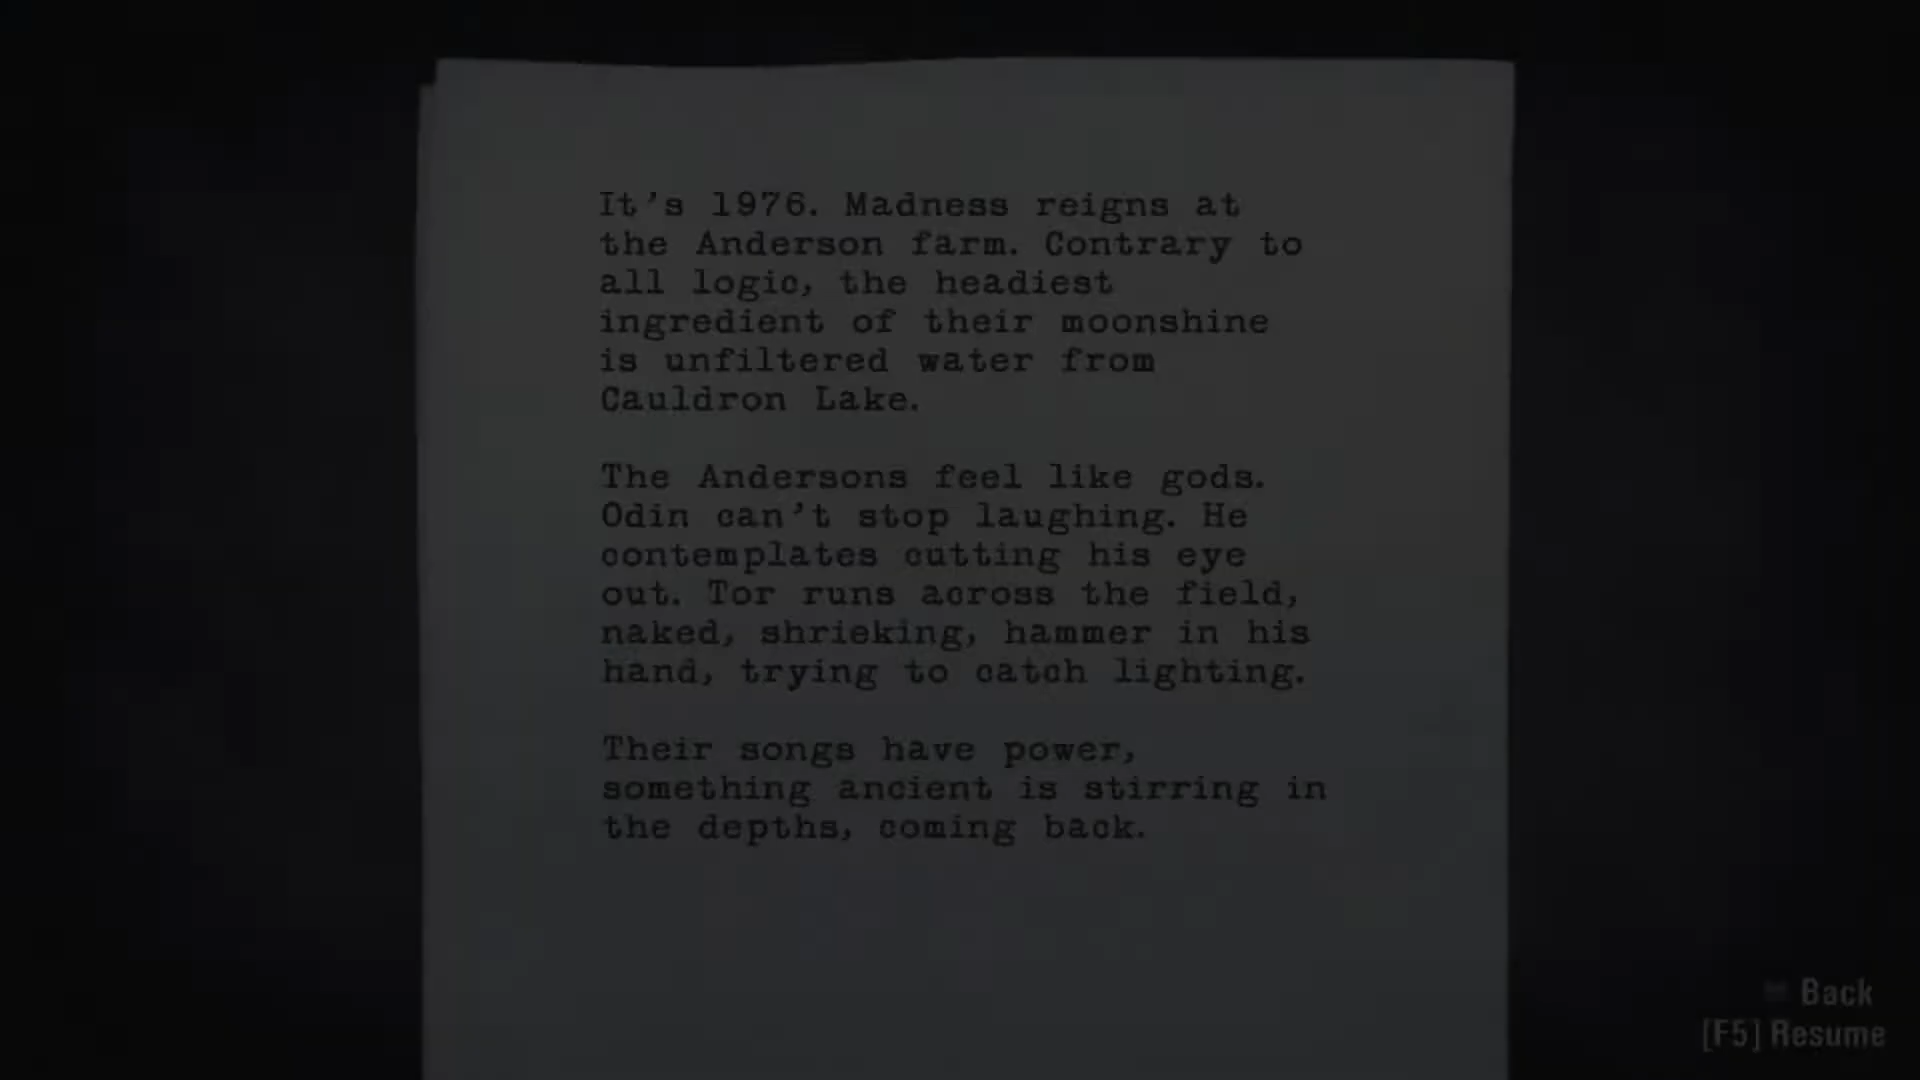 It's 1976. Madness reigns at
the Anderson farm. Contrary to
all logic, the headiest
ingredient of their moonshine
is unfiltered water from
Cauldron Lake.
The Andersons feel like gods.
Odin can't stop laughing. He
contemplates cutting his eye
out. Tor runs across the field,
naked, shrieking, hammer in his
hand, trying to catch lighting.
Their songs have power,
something ancient is stirring in
the depths, coming back.
Back
[F5] Resume